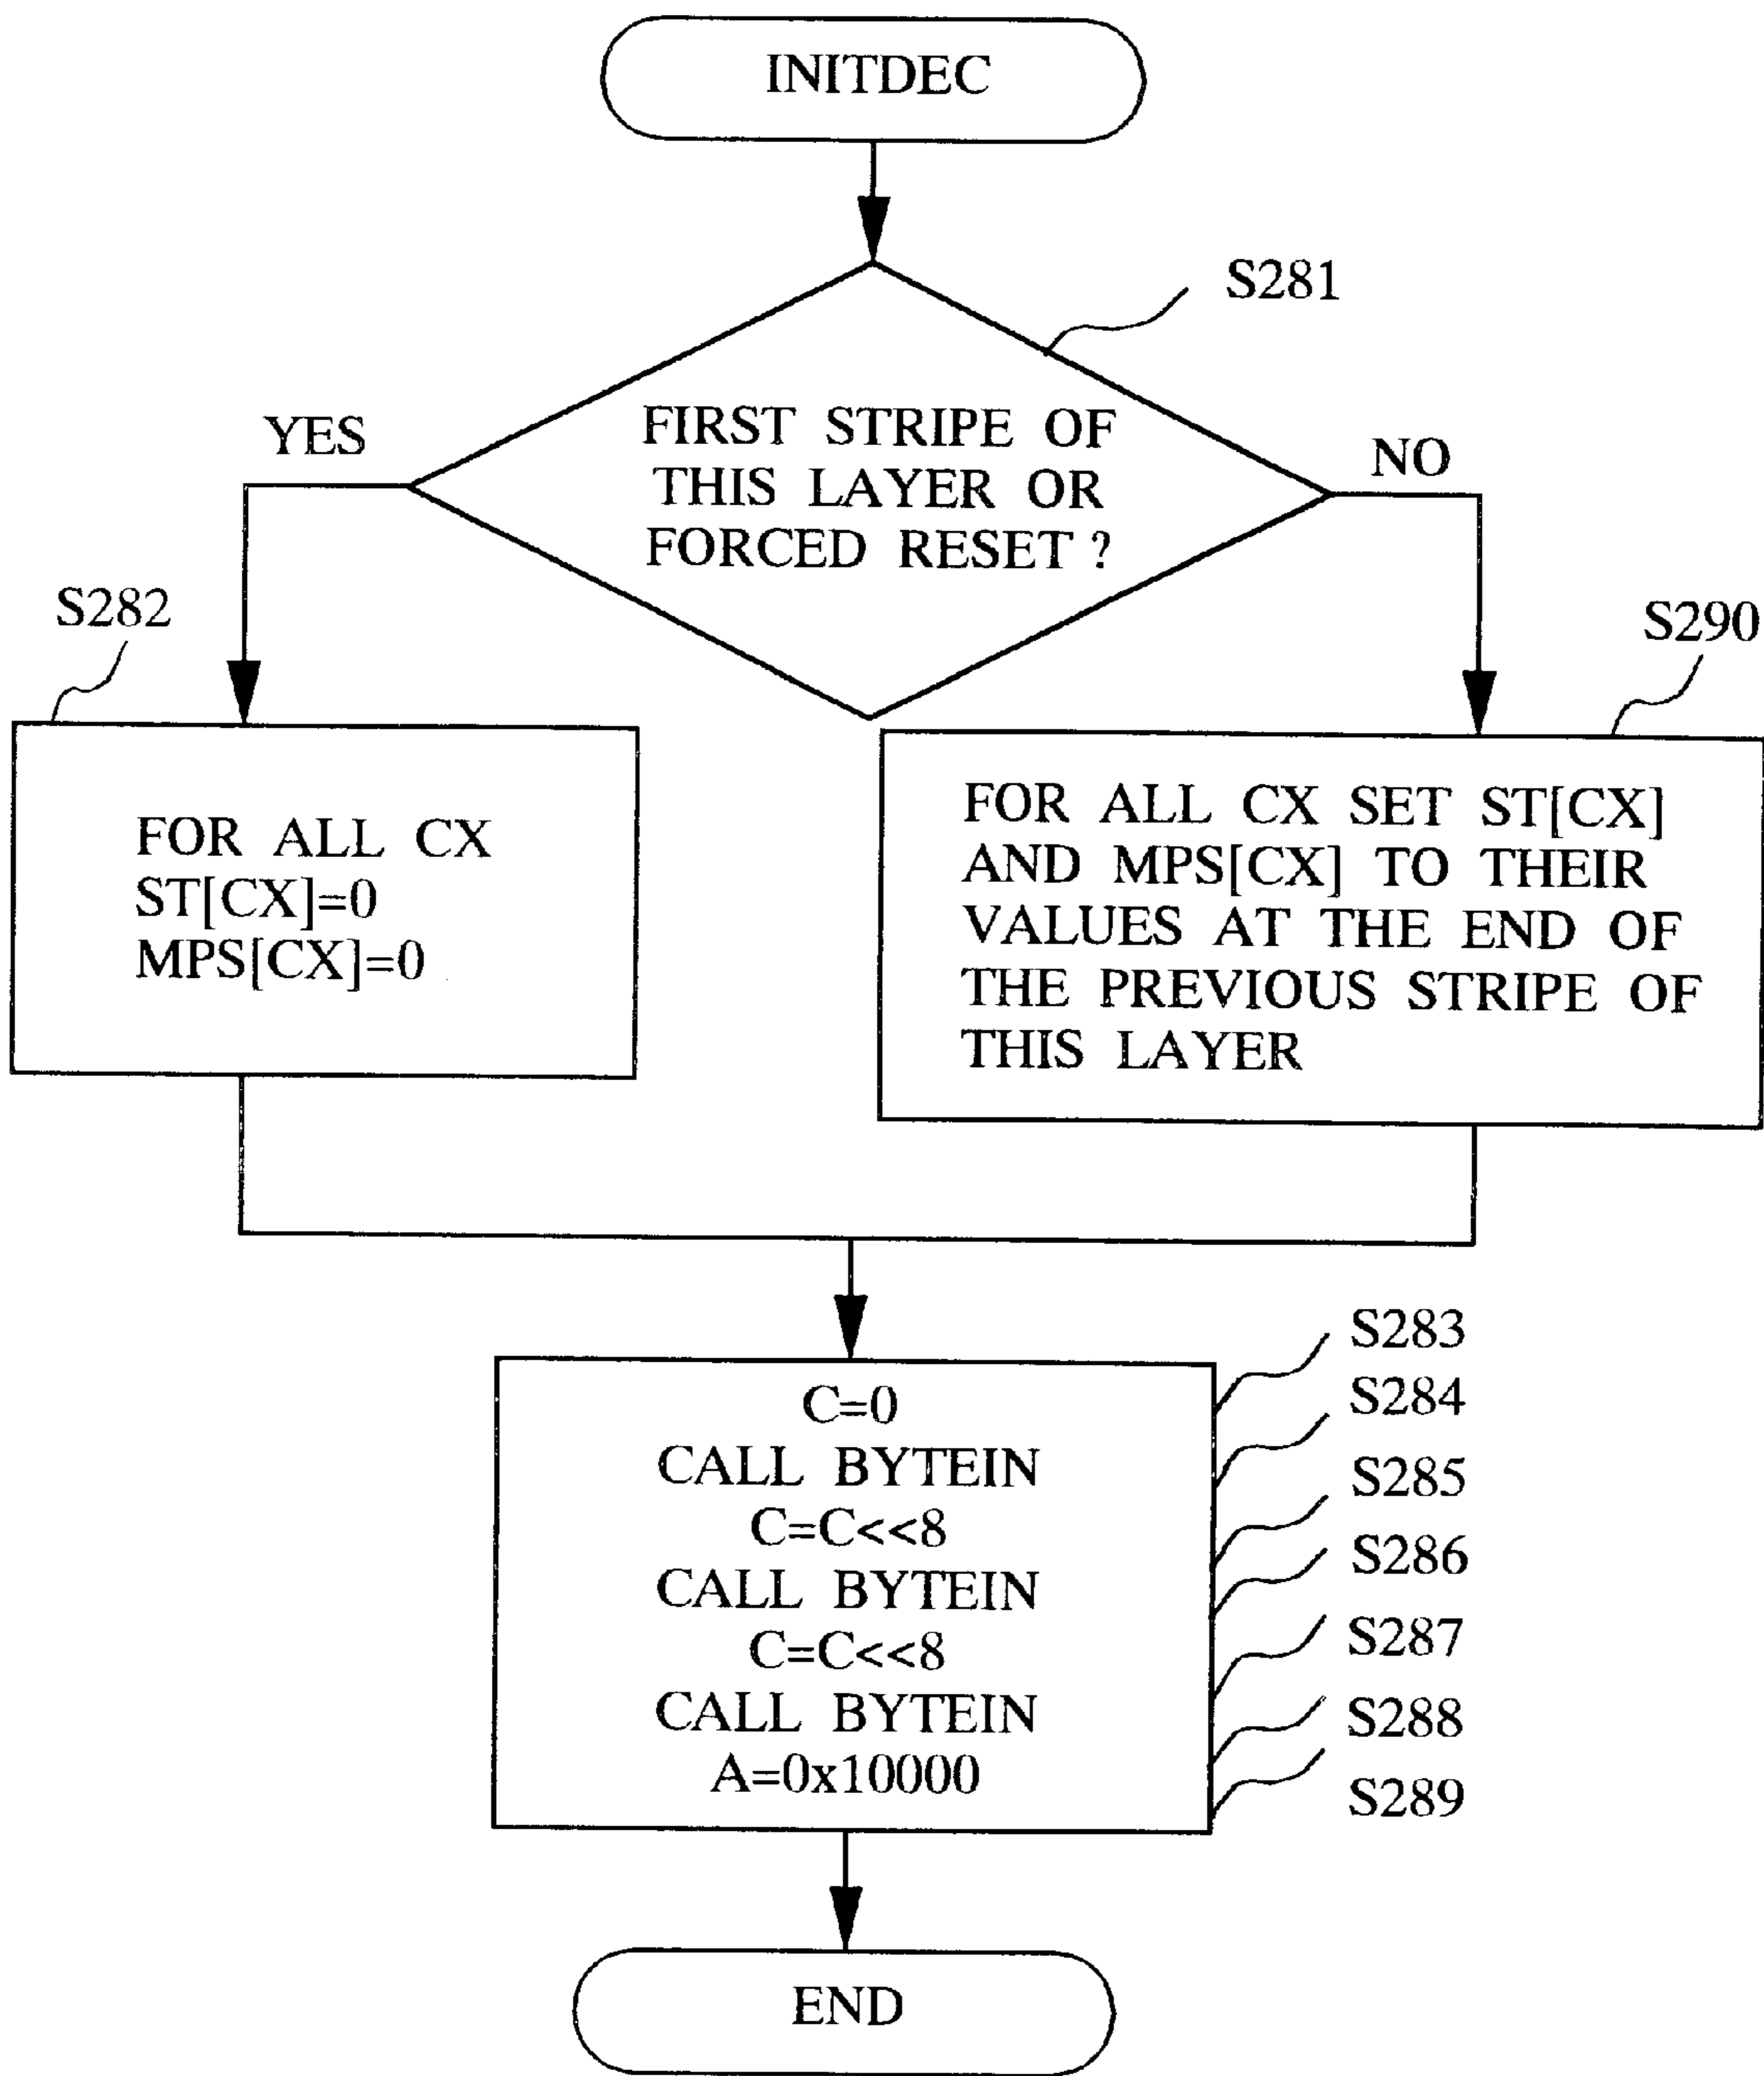 INITDEC
S281
FIRST STRIPE OF
THIS LAYER OR
FORCED RESET ?
YES
NO
S282
S290
FOR ALL CX
ST[CX]=0
MPS[CX]=0
FOR ALL CX SET ST[CX]
AND MPS[CX] TO THEIR
VALUES AT THE END OF
THE PREVIOUS STRIPE OF
THIS LAYER
S283
C=0
S284
CALL BYTEIN
S285
C=C<<8
S286
CALL BYTEIN
S287
C=C<<8
S288
CALL BYTEIN
S289
A=0x10000
END